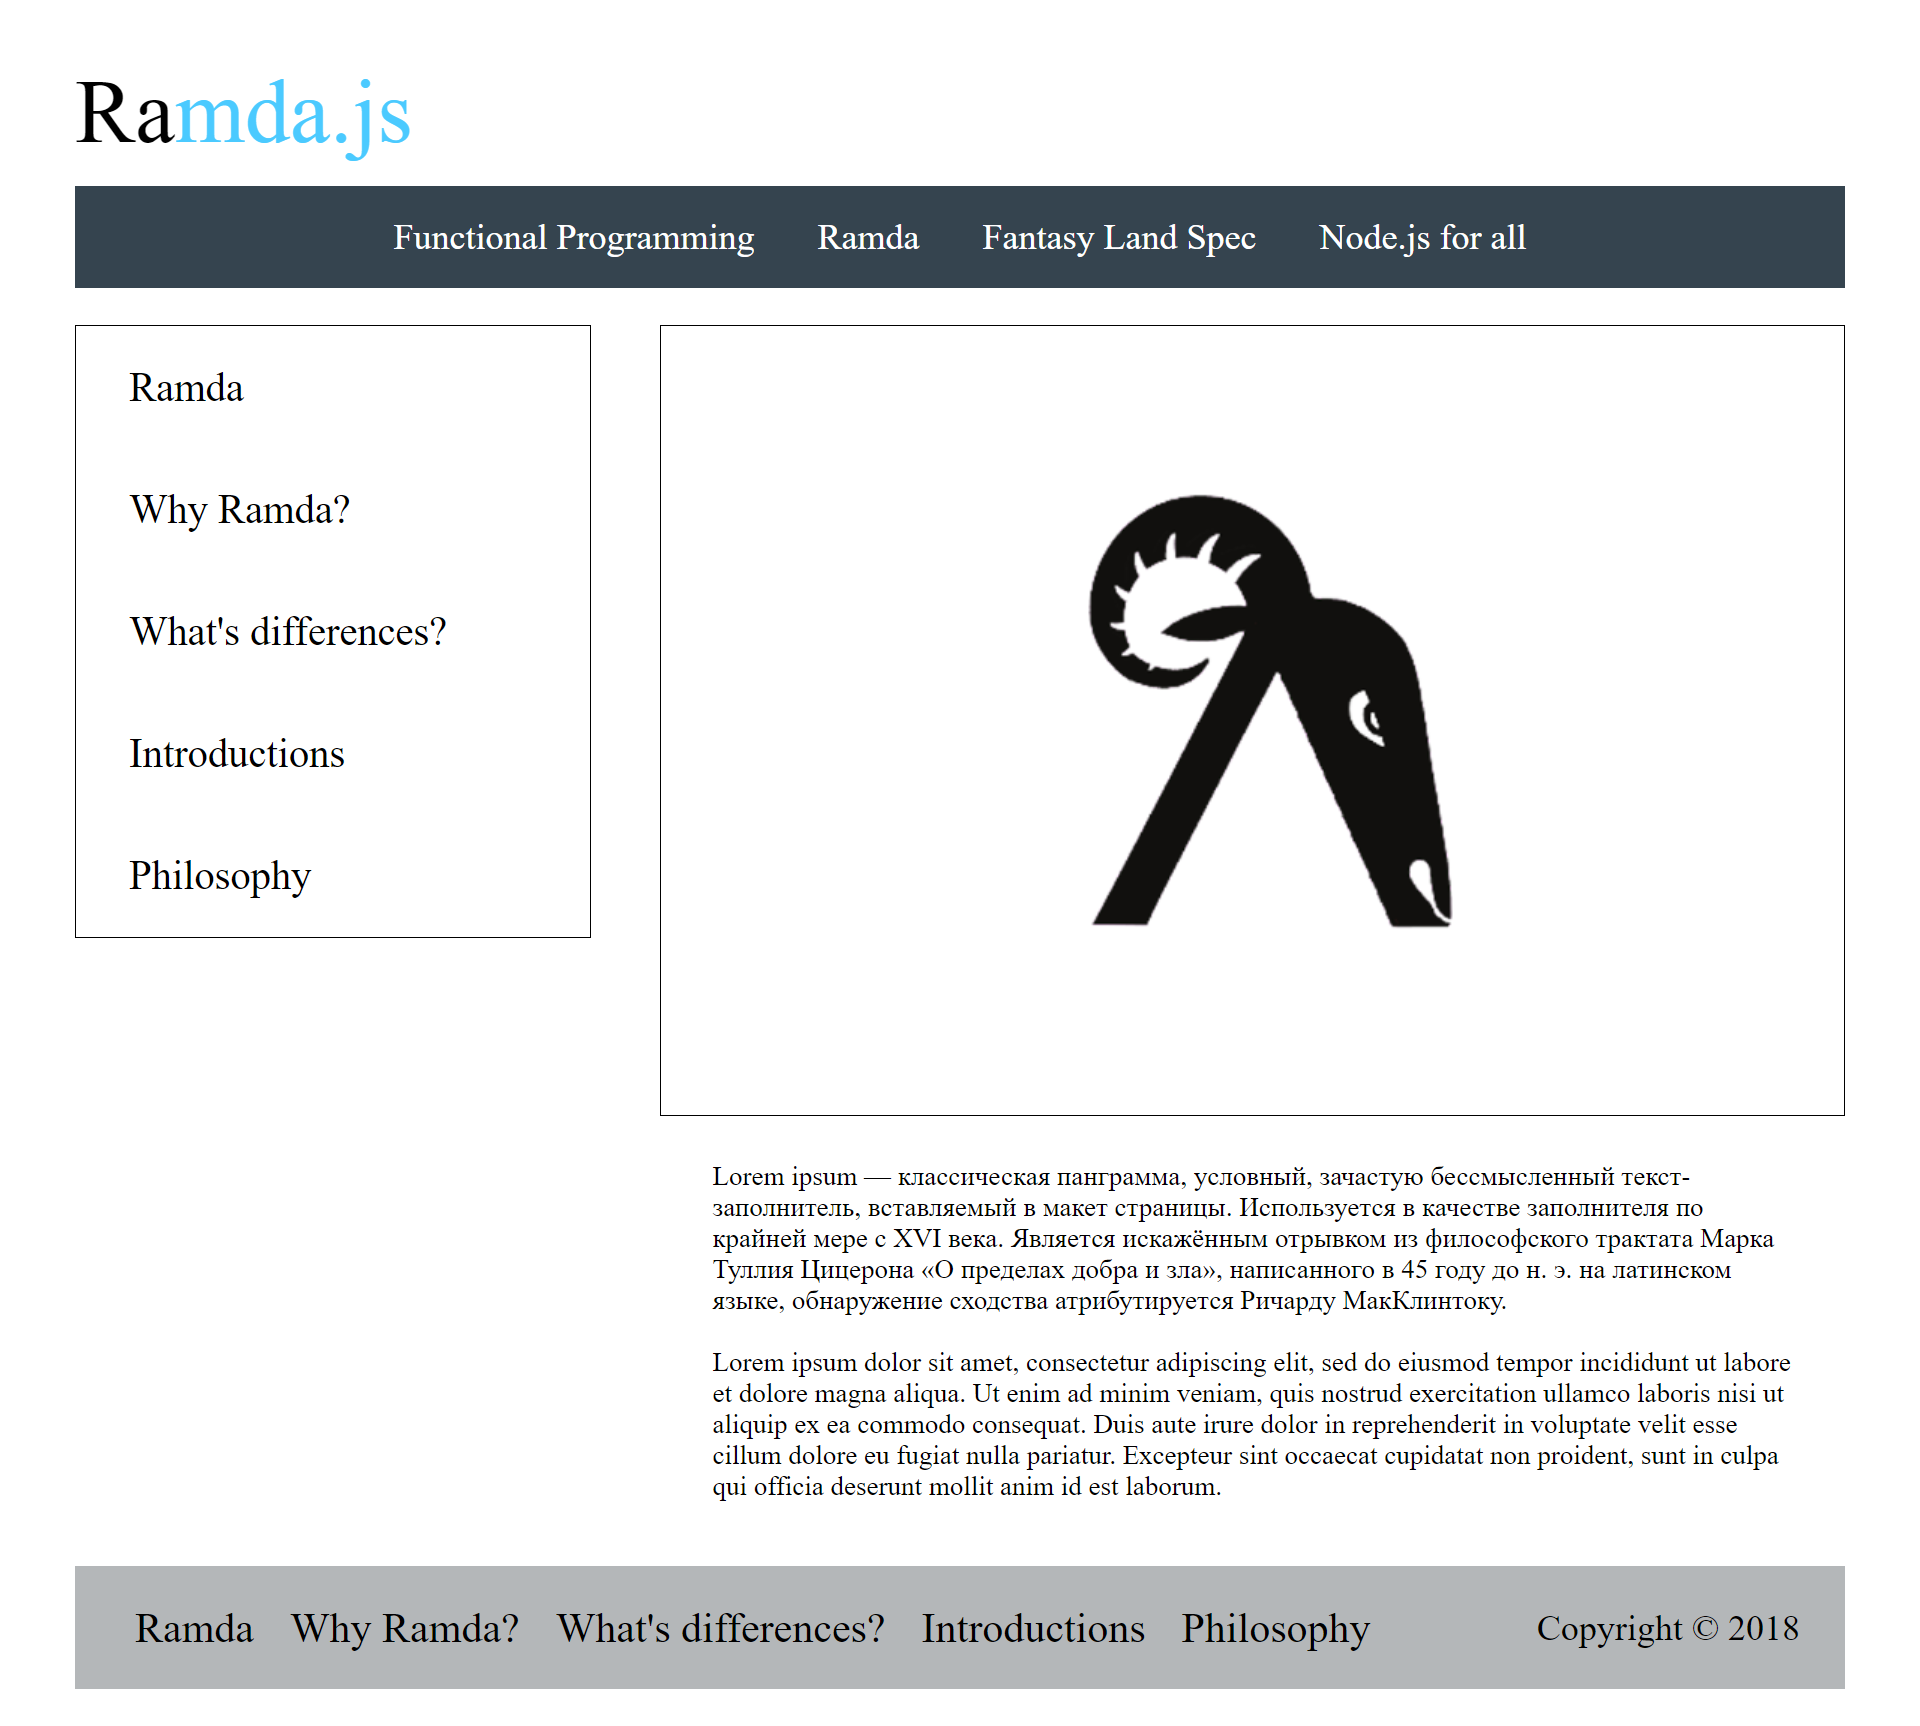 Ramda.js
Functional Programming Ramda Fantasy Land Spec Node.js for all
Ramda
Why Ramda?
What's differences?
Introductions
Philosophy
Lorem ipsum — классическая панграмма, условный, зачастую бессмысленный текст-
заполнитель, вставляемый в макет страницы. Используется в качестве заполнителя по
крайней мере с XVI века. Является искажённым отрывком из философского трактата Марка
Туллия Цицерона «О пределах добра и зла», написанного в 45 году до н. э. на латинском
языке, обнаружение сходства атрибутируется Ричарду МакКлинтоку.
Lorem ipsum dolor sit amet, consectetur adipiscing elit, sed do eiusmod tempor incididunt ut labore
et dolore magna aliqua. Ut enim ad minim veniam, quis nostrud exercitation ullamco laboris nisi ut
aliquip ex ea commodo consequat. Duis aute irure dolor in reprehenderit in voluptate velit esse
cillum dolore eu fugiat nulla pariatur. Excepteur sint occaecat cupidatat non proident, sunt in culpa
qui officia deserunt mollit anim id est laborum.
Ramda Why Ramda? What's differences? Introductions Philosophy Copyright © 2018